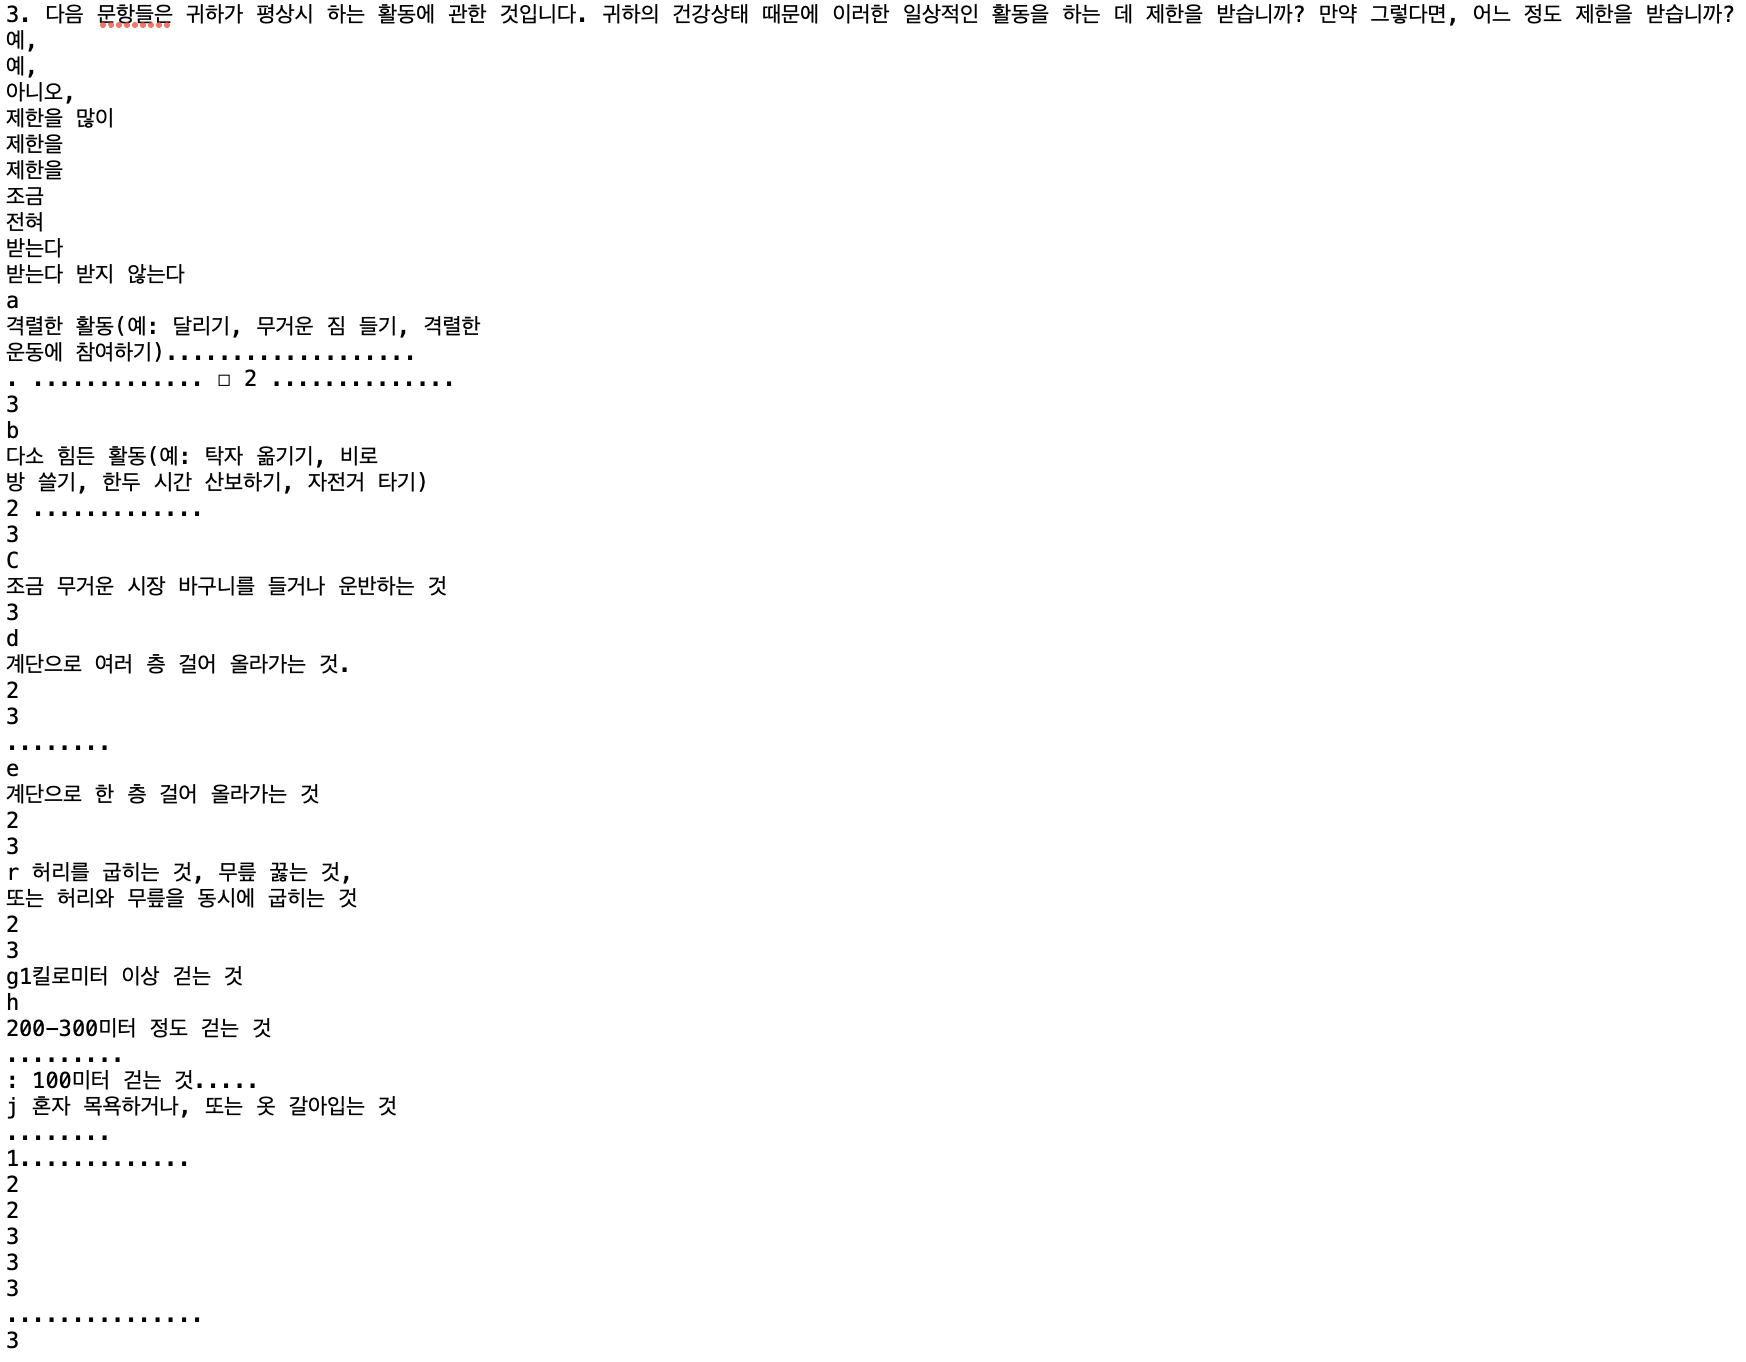 3. 다음 문항들은 귀하가 평상시 하는 활동에 관한 것입니다. 귀하의 건강상태 때문에 이러한 일상적인 활동을 하는 데 제한을 받습니까? 만약 그렇다면, 어느 정도 제한을 받습니까?
예,
예,
아니오,
제한을 많이
제한을
제한을
조금
전혀
받는다
받는다 받지 않는다
a
격렬한 활동(예: 달리기, 무거운 짐 들기, 격렬한
운동에 참여하기)...................
. ............. □ 2 ..............
3
b
다소 힘든 활동(예: 탁자 옮기기, 비로
방 쓸기, 한두 시간 산보하기, 자전거 타기)
2 .............
3
C
조금 무거운 시장 바구니를 들거나 운반하는 것
3
d
계단으로 여러 층 걸어 올라가는 것.
2
3
........
e
계단으로 한 층 걸어 올라가는 것
2
3
r 허리를 굽히는 것, 무릎 꿇는 것,
또는 허리와 무릎을 동시에 굽히는 것
2
3
g1킬로미터 이상 걷는 것
h
200-300미터 정도 걷는 것
.........
: 100미터 걷는 것.....
j 혼자 목욕하거나, 또는 옷 갈아입는 것
........
1.............
2
2
3
3
3
...............
3